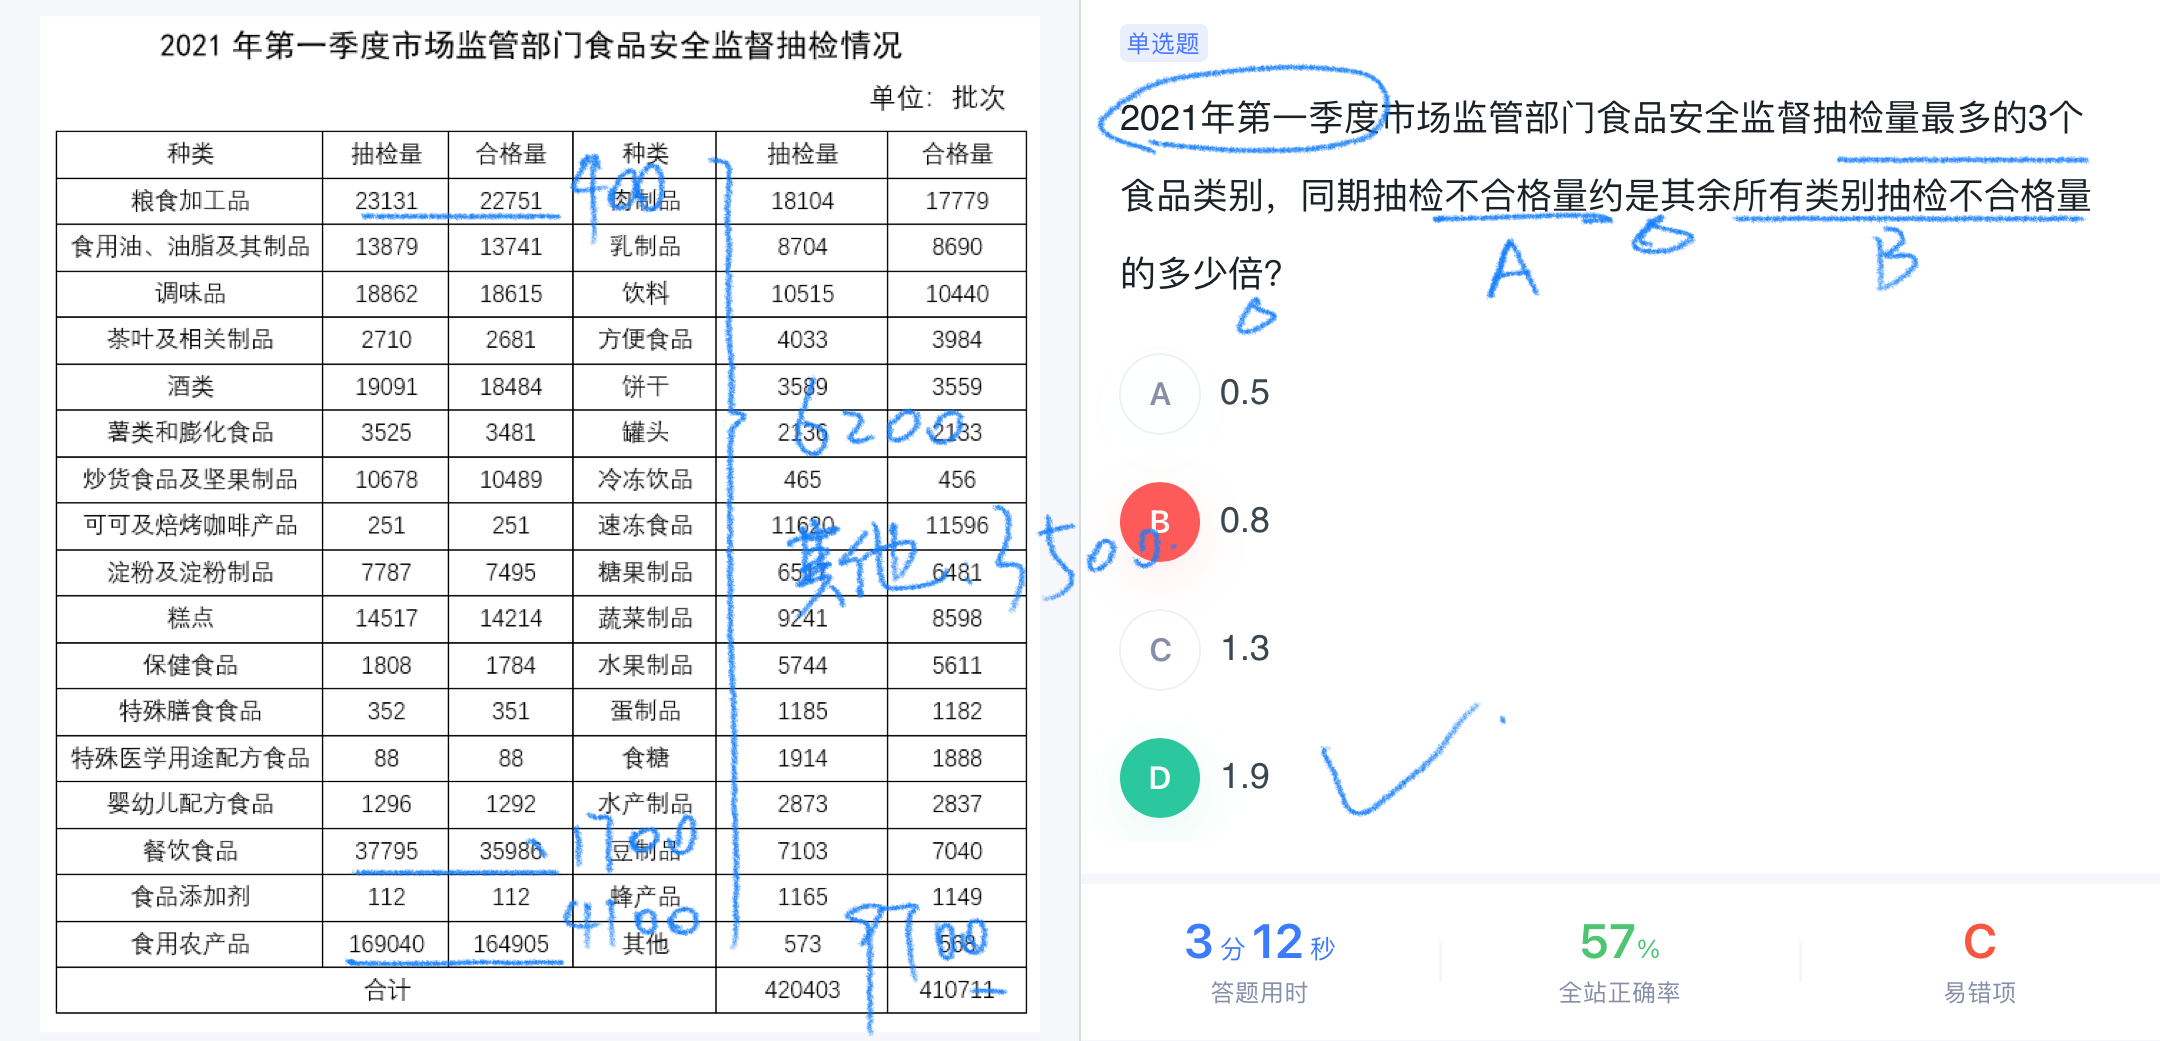 2021 年第一季度市场监管部门食品安全监督抽检情况
单位：批次
种类 抽检量 合格量 种类 抽检量 合格量
粮食加工品 23131 22751 肉制品 18104 17779
400
食用油、油脂及其制品 13879 13741 乳制品 8704 8690
调味品 18862 18615 饮料 10515 10440
茶叶及相关制品 2710 2681 方便食品 4033 3984
酒类 19091 18484 饼干 3589 3559
薯类和膨化食品 3525 3481 罐头 2136 2133
6200
炒货食品及坚果制品 10678 10489 冷冻饮品 465 456
可可及焙烤咖啡产品 251 251 速冻食品 11620 11596
其他 3500
淀粉及淀粉制品 7787 7495 糖果制品 6481
糕点 14517 14214 蔬菜制品 9241 8598
保健食品 1808 1784 水果制品 5744 5611
特殊膳食食品 352 351 蛋制品 1185 1182
特殊医学用途配方食品 88 88 食糖 1914 1888
婴幼儿配方食品 1296 1292 水产制品 2873 2837
餐饮食品 37795 35986 豆制品 7103 7040
1700
食品添加剂 112 112 蜂产品 1165 1149
4100
食用农产品 169040 164905 其他 573 568
9700
合计 420403 410711
单选题
2021年第一季度市场监管部门食品安全监督抽检量最多的3个
食品类别，同期抽检不合格量约是其余所有类别抽检不合格量
A B
的多少倍？
A 0.5
B 0.8
C 1.3
D 1.9
3分12秒 57% C
答题用时 全站正确率 易错项